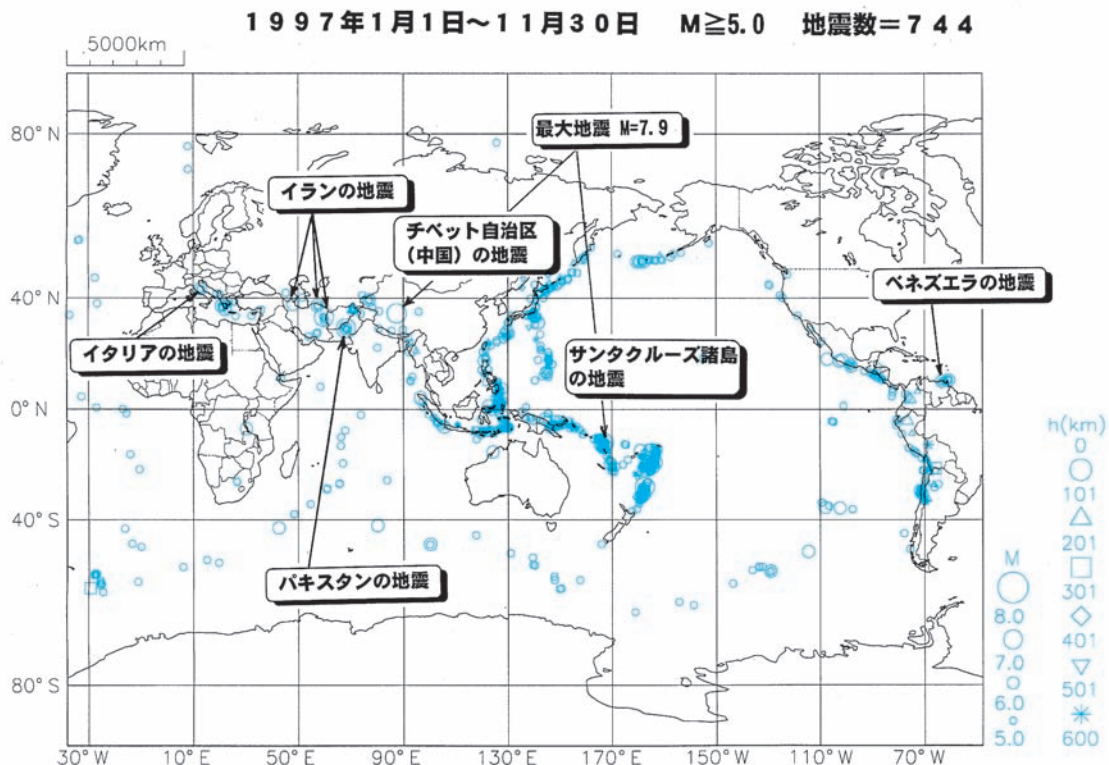 1997年1月1日～11月30日 M≧5.0 地震数＝744
5000km
80°N
40°N
0°N
40°S
80°S
最大地震 M=7.9
イランの地震
チベット自治区
（中国）の地震
ベネズエラの地震
イタリアの地震
サンタクルーズ諸島
の地震
パキスタンの地震
h(km)
0
101
201
301
401
501
600
M
8.0
7.0
6.0
5.0
30°W
10°E
50°E
90°E
130°E
170°E
150°W
110°W
70°W